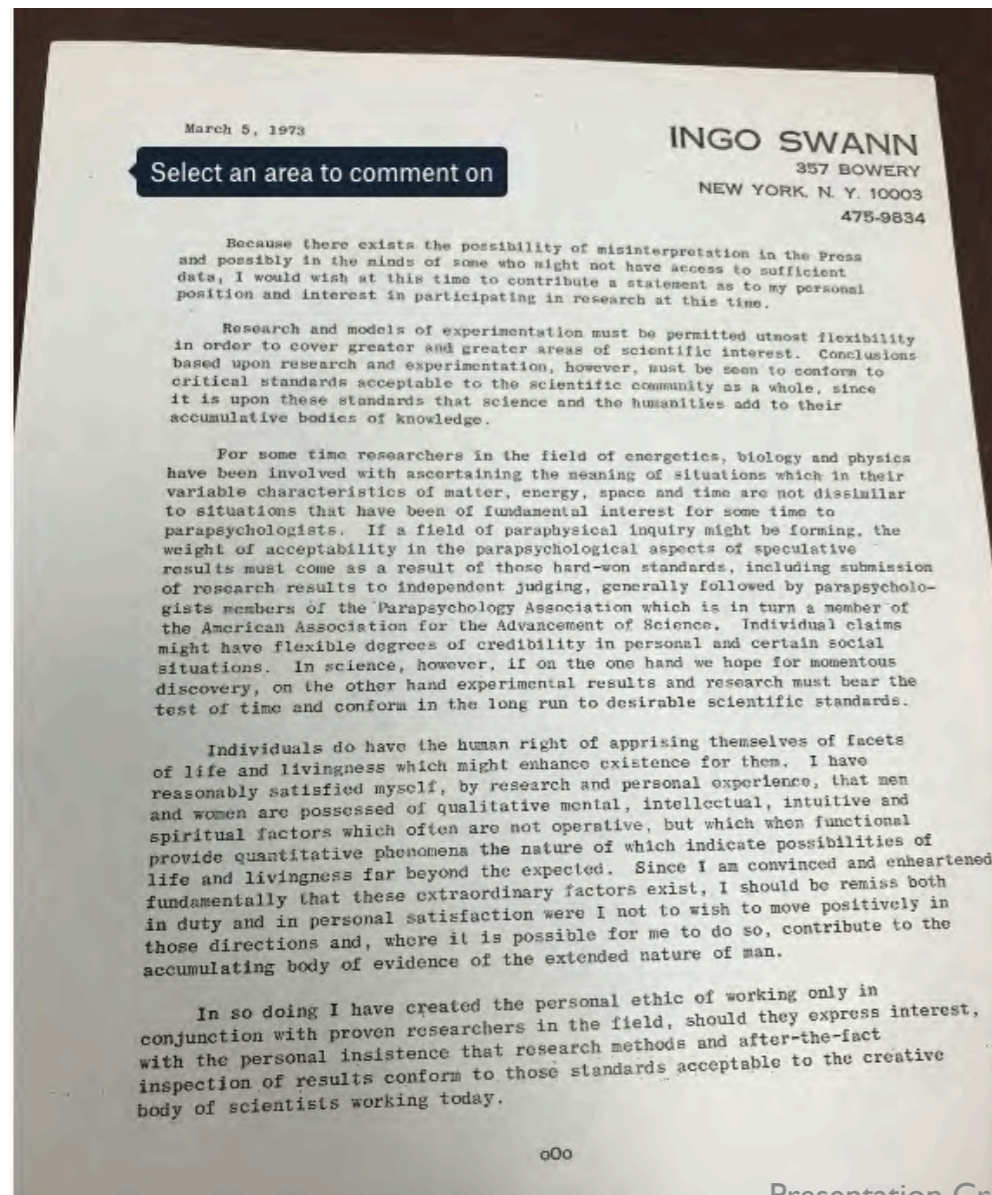 March 5, 1973
INGO SWANN
357 BOWERY
NEW YORK, N. Y. 10003
475-9834
Select an area to comment on
Because there exists the possibility of misinterpretation in the Press
and possibly in the minds of some who might not have access to sufficient
data, I would wish at this time to contribute a statement as to my personal
position and interest in participating in research at this time.
Research and models of experimentation must be permitted utmost flexibility
in order to cover greater and greater areas of scientific interest. Conclusions
based upon research and experimentation, however, must be seen to conform to
critical standards acceptable to the scientific community as a whole, since
it is upon these standards that science and the humanities add to their
accumulative bodies of knowledge.
For some time researchers in the field of energetics, biology and physics
have been involved with ascertaining the meaning of situations which in their
variable characteristics of matter, energy, space and time are not dissimilar
to situations that have been of fundamental interest for some time to
parapsychologists. If a field of paraphysical inquiry might be forming, the
weight of acceptability in the parapsychological aspects of speculative
results must come as a result of those hard-won standards, including submission
of research results to independent judging, generally followed by parapsycholo-
gists members of the Parapsychology Association which is in turn a member of
the American Association for the Advancement of Science. Individual claims
might have flexible degrees of credibility in personal and certain social
situations. In science, however, if on the one hand we hope for momentous
discovery, on the other hand experimental results and research must bear the
test of time and conform in the long run to desirable scientific standards.
Individuals do have the human right of apprising themselves of facets
of life and livingness which might enhance existence for them. I have
reasonably satisfied myself, by research and personal experience, that men
and women are possessed of qualitative mental, intellectual, intuitive and
spiritual factors which often are not operative, but which when functional
provide quantitative phenomena the nature of which indicate possibilities of
life and livingness far beyond the expected. Since I am convinced and enheartened
fundamentally that these extraordinary factors exist, I should be remiss both
in duty and in personal satisfaction were I not to wish to move positively in
those directions and, where it is possible for me to do so, contribute to the
accumulating body of evidence of the extended nature of man.
In so doing I have created the personal ethic of working only in
conjunction with proven researchers in the field, should they express interest,
with the personal insistence that research methods and after-the-fact
inspection of results conform to those standards acceptable to the creative
body of scientists working today.
oOo